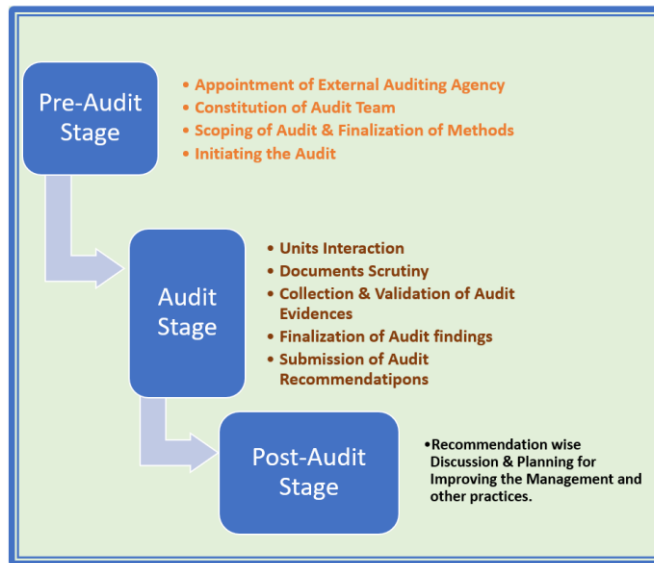 Pre-Audit
Stage
• Appointment of External Auditing Agency
• Constitution of Audit Team
• Scoping of Audit & Finalization of Methods
• Initiating the Audit
Audit
Stage
• Units Interaction
• Documents Scrutiny
• Collection & Validation of Audit
Evidences
• Finalization of Audit findings
• Submission of Audit
Recommendatipons
Post-Audit
Stage
•Recommendation wise
Discussion & Planning for
Improving the Management and
other practices.